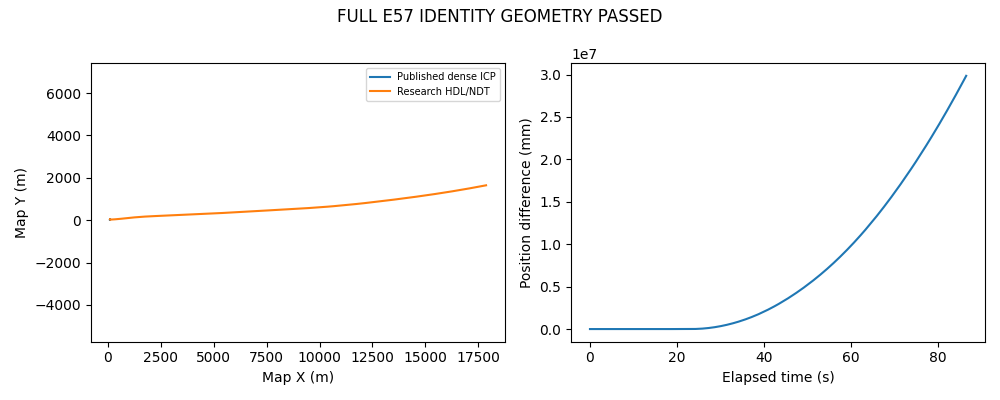 FULL E57 IDENTITY GEOMETRY PASSED
Published dense ICP
Research HDL/NDT
6000
4000
2000
0
−2000
−4000
Map Y (m)
0 2500 5000 7500 10000 12500 15000 17500
Map X (m)
1e7
3.0
2.5
2.0
1.5
1.0
0.5
0.0
Position difference (mm)
0 20 40 60 80
Elapsed time (s)